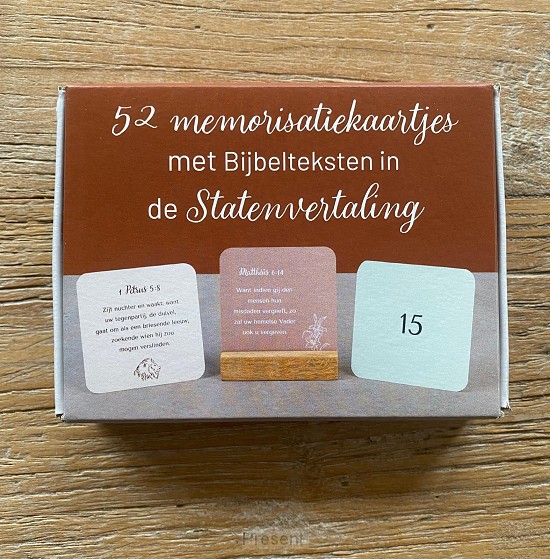 52 memorisatiekaartjes
met Bijbelteksten in
de Statenvertaling
1 Petrus 5:8
Zijt nuchter en waakt; want
uw tegenpartij, de duivel,
gaat om als een briesende leeuw,
zoekende wien hij zou
mogen verslinden.
Matthéüs 6:14
Want indien gij den
mensen hun
misdaden vergeeft, zo
zal uw hemelse Vader
ook u vergeven.
15
Present